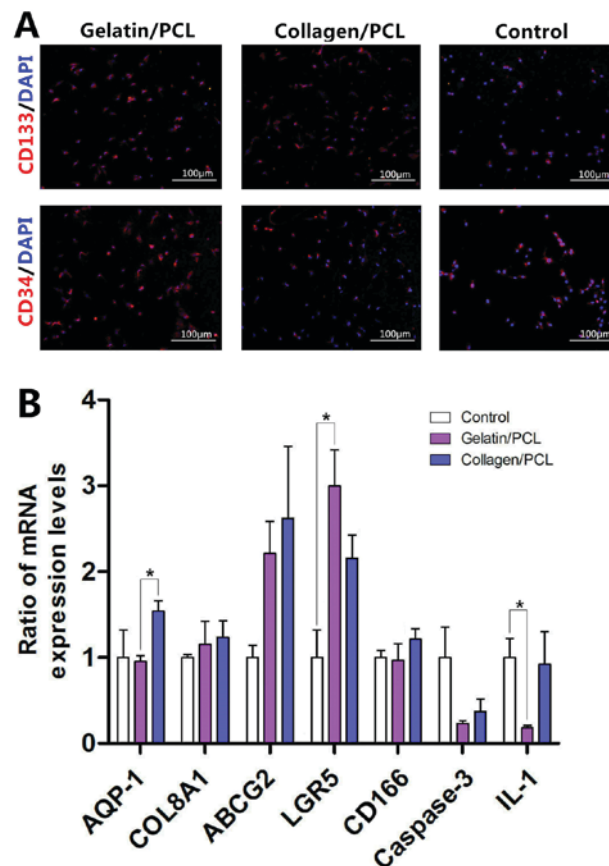 A
Gelatin/PCL
Collagen/PCL
Control
CD133/DAPI
100μm
100μm
100μm
CD34/DAPI
100μm
100μm
100μm
B
Ratio of mRNA
expression levels
4
3
2
1
0
*
*
*
Control
Gelatin/PCL
Collagen/PCL
AQP-1
COL8A1
ABCG2
LGR5
CD166
Caspase-3
IL-1